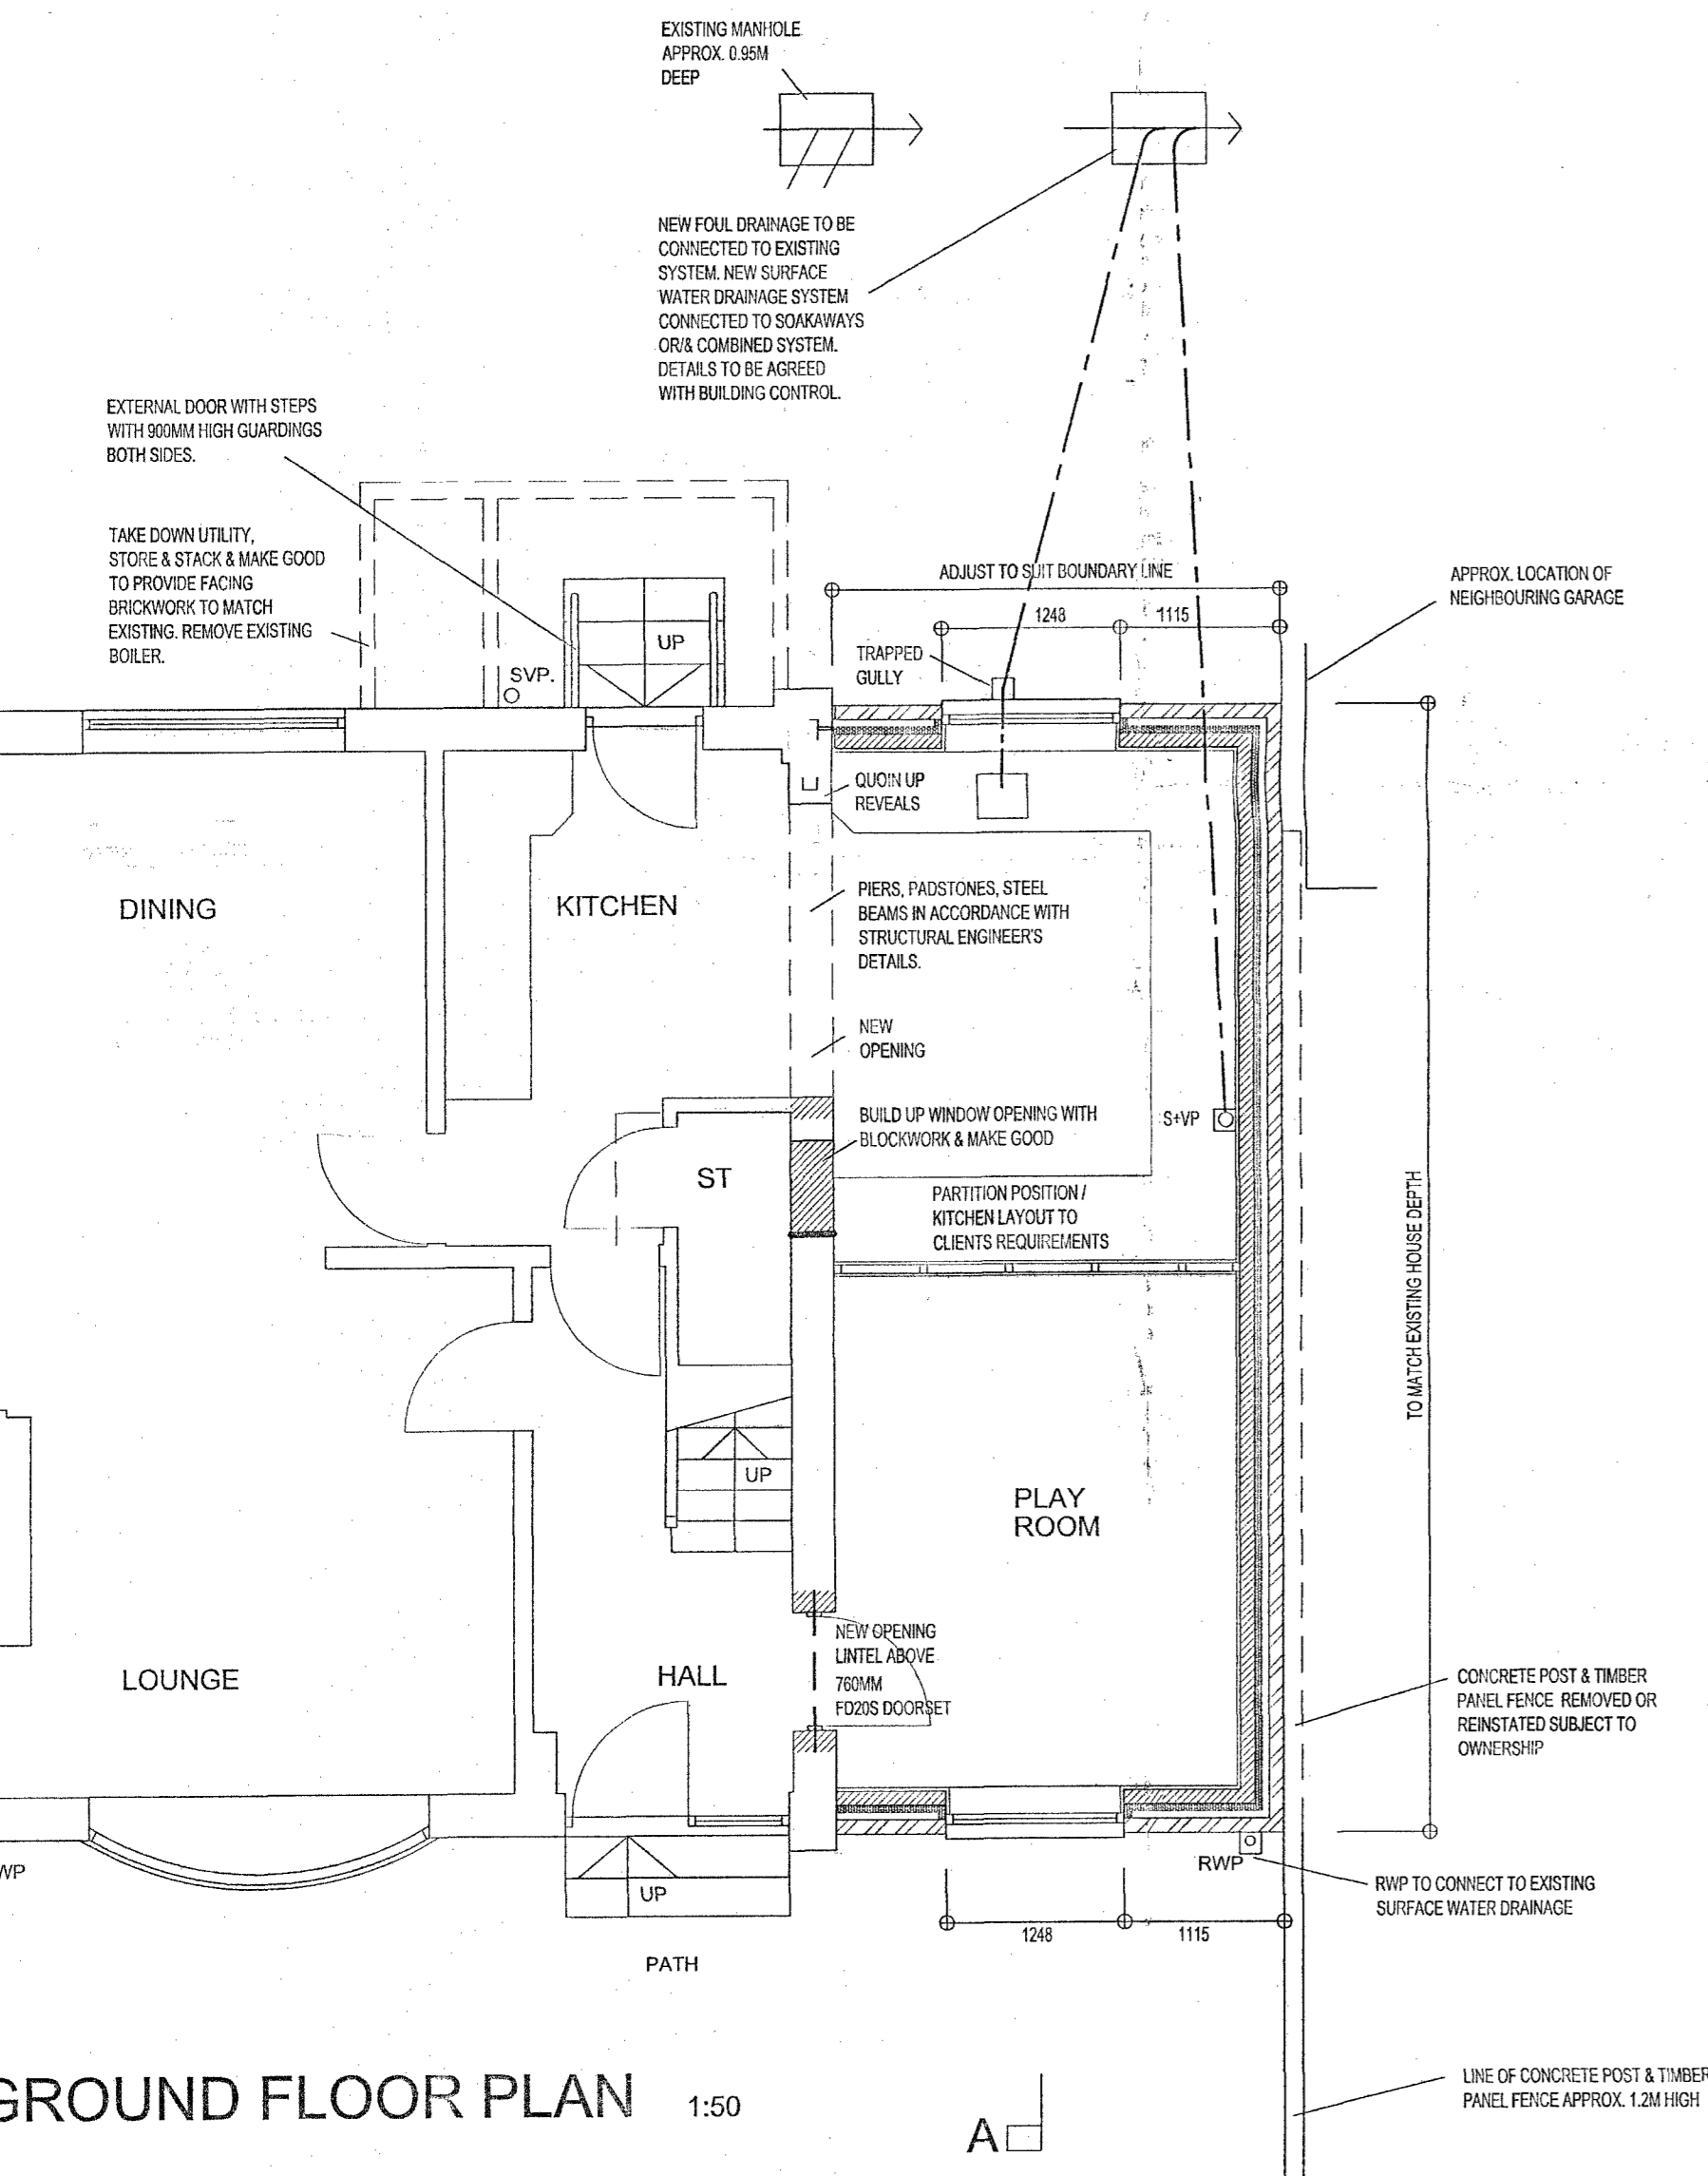 EXISTING MANHOLE
APPROX. 0.95M
DEEP
NEW FOUL DRAINAGE TO BE
CONNECTED TO EXISTING
SYSTEM. NEW SURFACE
WATER DRAINAGE SYSTEM
CONNECTED TO SOAKAWAYS
OR/& COMBINED SYSTEM.
DETAILS TO BE AGREED
WITH BUILDING CONTROL.
EXTERNAL DOOR WITH STEPS
WITH 900MM HIGH GUARDINGS
BOTH SIDES.
TAKE DOWN UTILITY,
STORE & STACK & MAKE GOOD
TO PROVIDE FACING
BRICKWORK TO MATCH
EXISTING. REMOVE EXISTING
BOILER.
SVP.
UP
ADJUST TO SUIT BOUNDARY LINE
1248
1115
TRAPPED
GULLY
APPROX. LOCATION OF
NEIGHBOURING GARAGE
QUOIN UP
REVEALS
DINING
KITCHEN
PIERS, PADSTONES, STEEL
BEAMS IN ACCORDANCE WITH
STRUCTURAL ENGINEER'S
DETAILS.
NEW
OPENING
BUILD UP WINDOW OPENING WITH
BLOCKWORK & MAKE GOOD
S+VP
ST
PARTITION POSITION /
KITCHEN LAYOUT TO
CLIENTS REQUIREMENTS
TO MATCH EXISTING HOUSE DEPTH
UP
PLAY
ROOM
NEW OPENING
LINTEL ABOVE
760MM
FD20S DOORSET
LOUNGE
HALL
CONCRETE POST & TIMBER
PANEL FENCE REMOVED OR
REINSTATED SUBJECT TO
OWNERSHIP
WP
UP
RWP
RWP TO CONNECT TO EXISTING
SURFACE WATER DRAINAGE
1248
1115
PATH
GROUND FLOOR PLAN 1:50
A
LINE OF CONCRETE POST & TIMBER
PANEL FENCE APPROX. 1.2M HIGH